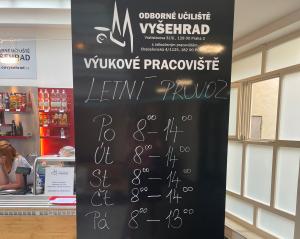 ODBORNÉ UČILIŠTĚ
VYŠEHRAD
VÝUKOVÉ PRACOVIŠTĚ
LETNÍ PROVOZ
Po 8⁰⁰-14⁰⁰
Út 8⁰⁰-14⁰⁰
St 8⁰⁰-14⁰⁰
Čt 8⁰⁰-14⁰⁰
Pá 8⁰⁰-13⁰⁰